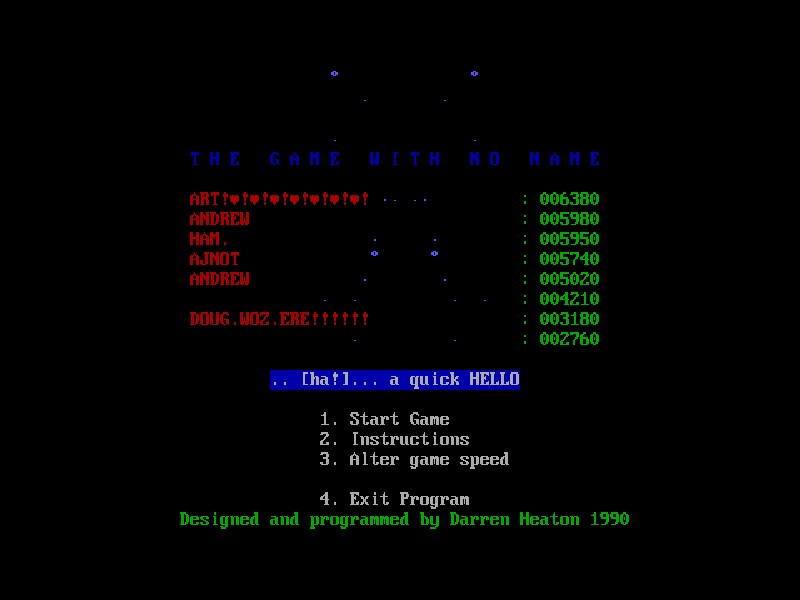 THE GAME WITH NO NAME
ART!♥!♥!♥!♥!♥!♥!♥! : 006380
ANDREW : 005980
HAM. : 005950
AJNOT : 005740
ANDREW : 005020
: 004210
DOUG.WOZ.ERE!!!!!! : 003180
: 002760
.. [ha!]... a quick HELLO
1. Start Game
2. Instructions
3. Alter game speed
4. Exit Program
Designed and programmed by Darren Heaton 1990